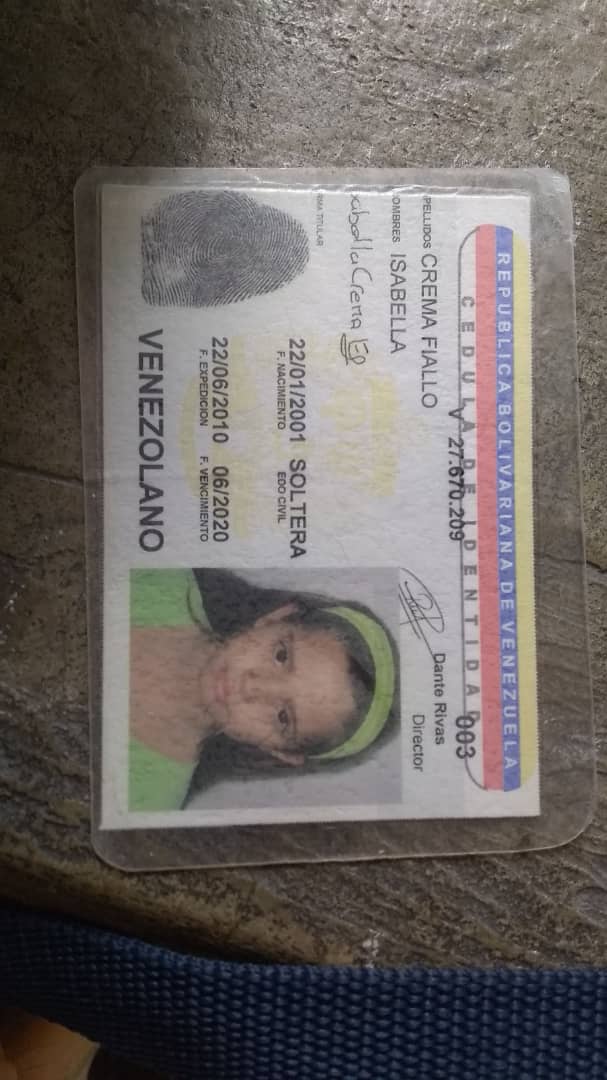 REPUBLICA BOLIVARIANA DE VENEZUELA
CEDULA DE IDENTIDAD
V 27.670.209
003
PELLIDOS CREMA FIALLO
OMBRES ISABELLA
Dante Rivas
Director
xabella Crema
RMA TITULAR
22/01/2001 SOLTERA
F. NACIMIENTO EDO CIVIL
22/06/2010 06/2020
F. EXPEDICION F. VENCIMIENTO
VENEZOLANO